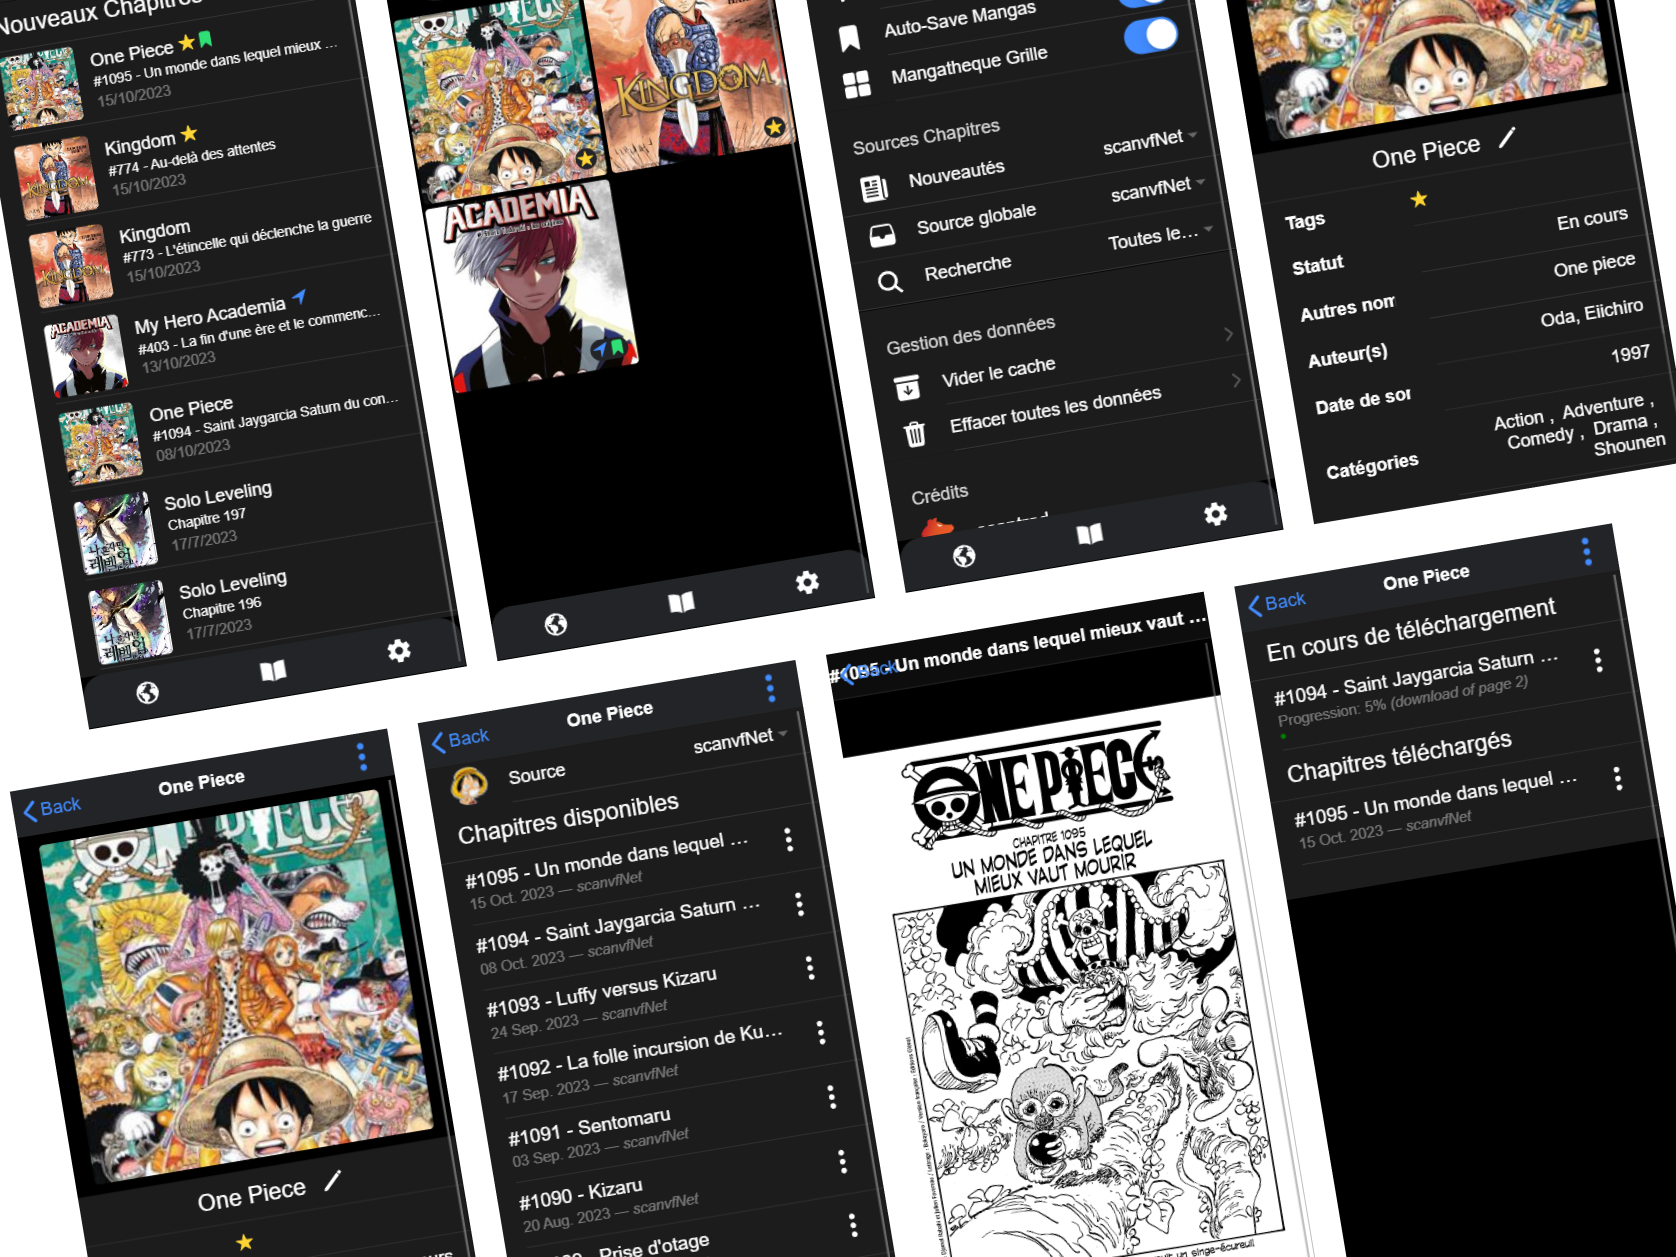 Nouveaux Chapitres
One Piece
#1095 - Un monde dans lequel mieux ...
15/10/2023
Kingdom
#774 - Au-delà des attentes
15/10/2023
Kingdom
#773 - L'étincelle qui déclenche la guerre
15/10/2023
My Hero Academia
#403 - La fin d'une ère et le commenc...
13/10/2023
One Piece
#1094 - Saint Jaygarcia Saturn du con...
08/10/2023
Solo Leveling
Chapitre 197
17/7/2023
Solo Leveling
Chapitre 196
17/7/2023
KINGDOM
ACADEMIA
Auto-Save Mangas
Mangatheque Grille
Sources Chapitres
Nouveautés
scanvfNet
Source globale
scanvfNet
Recherche
Toutes le...
Gestion des données
Vider le cache
Effacer toutes les données
Crédits
One Piece
Tags
Statut
En cours
Autres nom
One piece
Auteur(s)
Oda, Eiichiro
Date de sor
1997
Catégories
Action , Adventure ,
Comedy , Drama ,
Shounen
Back
One Piece
One Piece
Back
One Piece
Source
scanvfNet
Chapitres disponibles
#1095 - Un monde dans lequel ...
15 Oct. 2023 — scanvfNet
#1094 - Saint Jaygarcia Saturn ...
08 Oct. 2023 — scanvfNet
#1093 - Luffy versus Kizaru
24 Sep. 2023 — scanvfNet
#1092 - La folle incursion de Ku...
17 Sep. 2023 — scanvfNet
#1091 - Sentomaru
03 Sep. 2023 — scanvfNet
#1090 - Kizaru
20 Aug. 2023 — scanvfNet
Prise d'otage
Back
#1095 - Un monde dans lequel mieux vaut ...
ONE PIECE
CHAPITRE 1095
UN MONDE DANS LEQUEL
MIEUX VAUT MOURIR
un singe-écureuil
Back
One Piece
En cours de téléchargement
#1094 - Saint Jaygarcia Saturn ...
Progression: 5% (download of page 2)
Chapitres téléchargés
#1095 - Un monde dans lequel ...
15 Oct. 2023 — scanvfNet